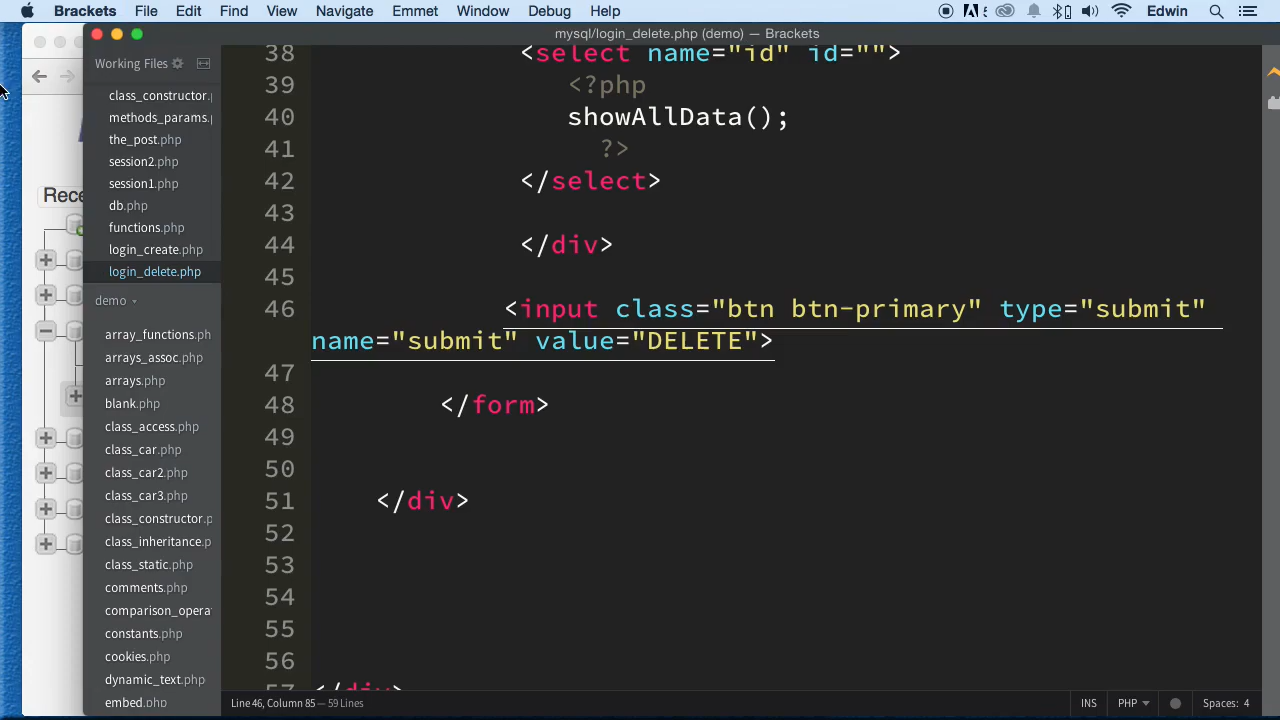 Brackets File Edit Find View Navigate Emmet Window Debug Help 5 Edwin
mysql/login_delete.php (demo) — Brackets
Working Files
class_constructor.p
methods_params.p
the_post.php
session2.php
session1.php
db.php
functions.php
login_create.php
login_delete.php
demo
array_functions.ph
arrays_assoc.php
arrays.php
blank.php
class_access.php
class_car.php
class_car2.php
class_car3.php
class_constructor.p
class_inheritance.p
class_static.php
comments.php
comparison_opera
constants.php
cookies.php
dynamic_text.php
embed.php
Rece
38 <select name="id" id="">
39 <?php
40 showAllData();
41 ?>
42 </select>
43
44 </div>
45
46 <input class="btn btn-primary" type="submit"
name="submit" value="DELETE">
47
48 </form>
49
50
51 </div>
52
53
54
55
56
57 </div>
Line 46, Column 85 — 59 Lines
INS PHP Spaces: 4